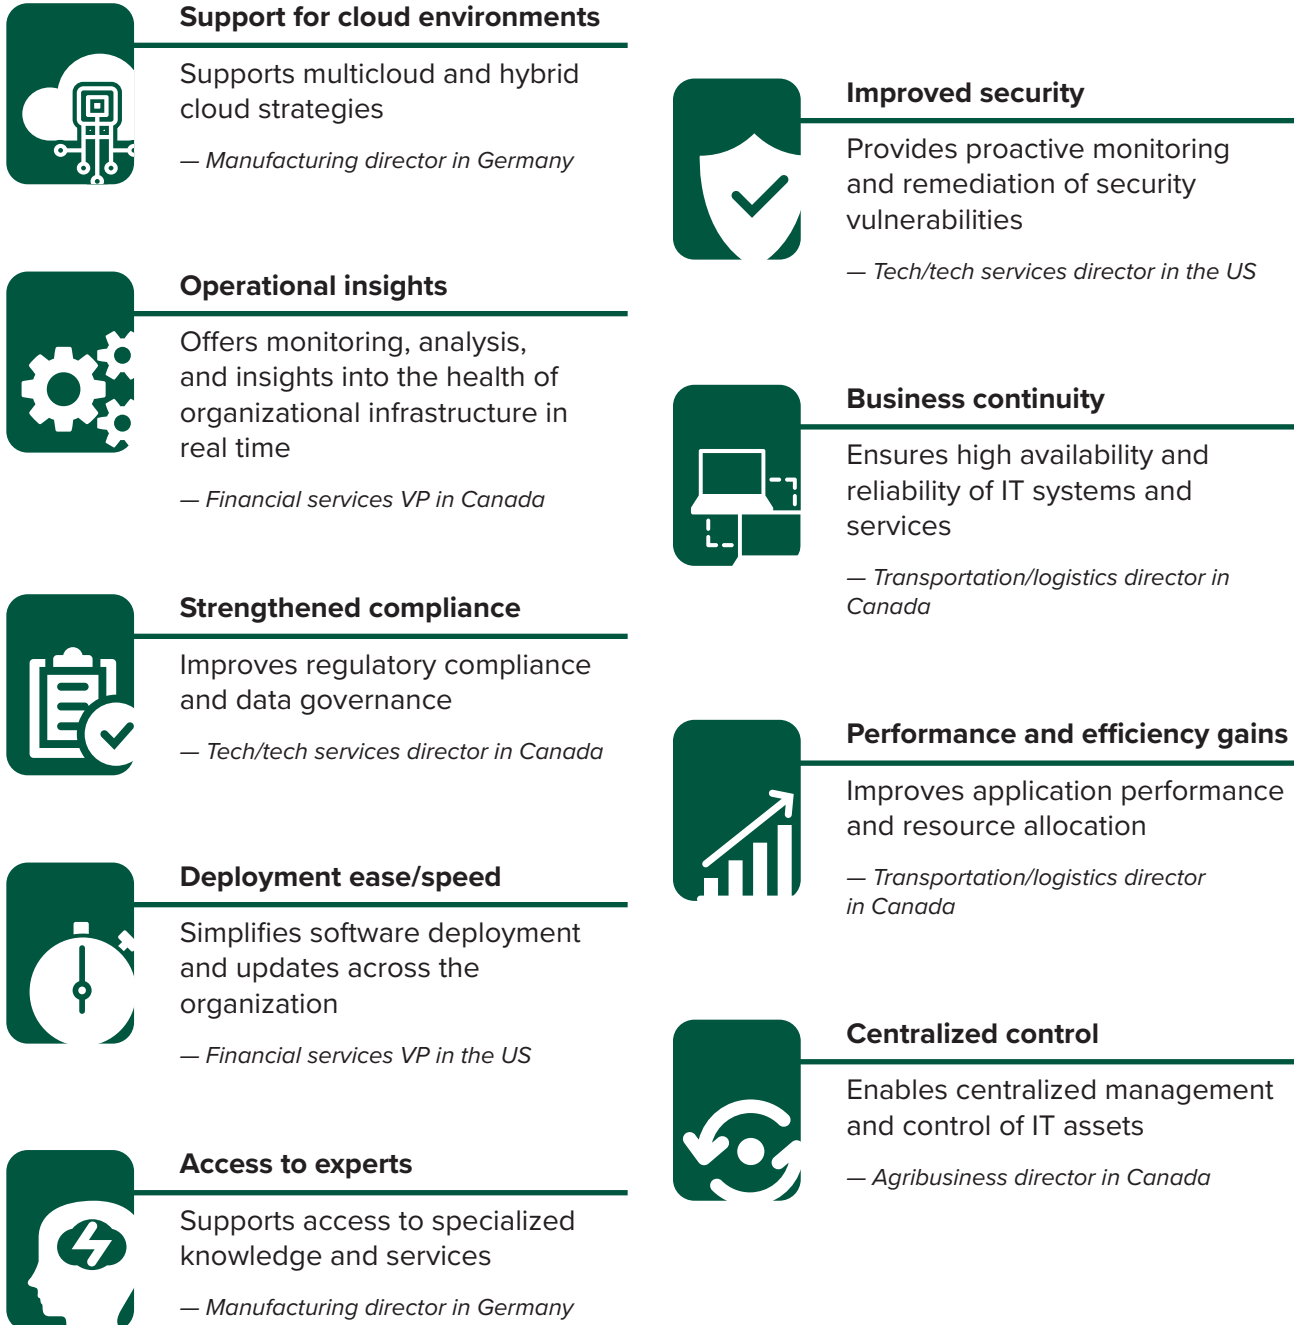 Support for cloud environments
Supports multicloud and hybrid
cloud strategies
— Manufacturing director in Germany
Operational insights
Offers monitoring, analysis,
and insights into the health of
organizational infrastructure in
real time
— Financial services VP in Canada
Strengthened compliance
Improves regulatory compliance
and data governance
— Tech/tech services director in Canada
Deployment ease/speed
Simplifies software deployment
and updates across the
organization
— Financial services VP in the US
Access to experts
Supports access to specialized
knowledge and services
— Manufacturing director in Germany
Improved security
Provides proactive monitoring
and remediation of security
vulnerabilities
— Tech/tech services director in the US
Business continuity
Ensures high availability and
reliability of IT systems and
services
— Transportation/logistics director in
Canada
Performance and efficiency gains
Improves application performance
and resource allocation
— Transportation/logistics director
in Canada
Centralized control
Enables centralized management
and control of IT assets
— Agribusiness director in Canada